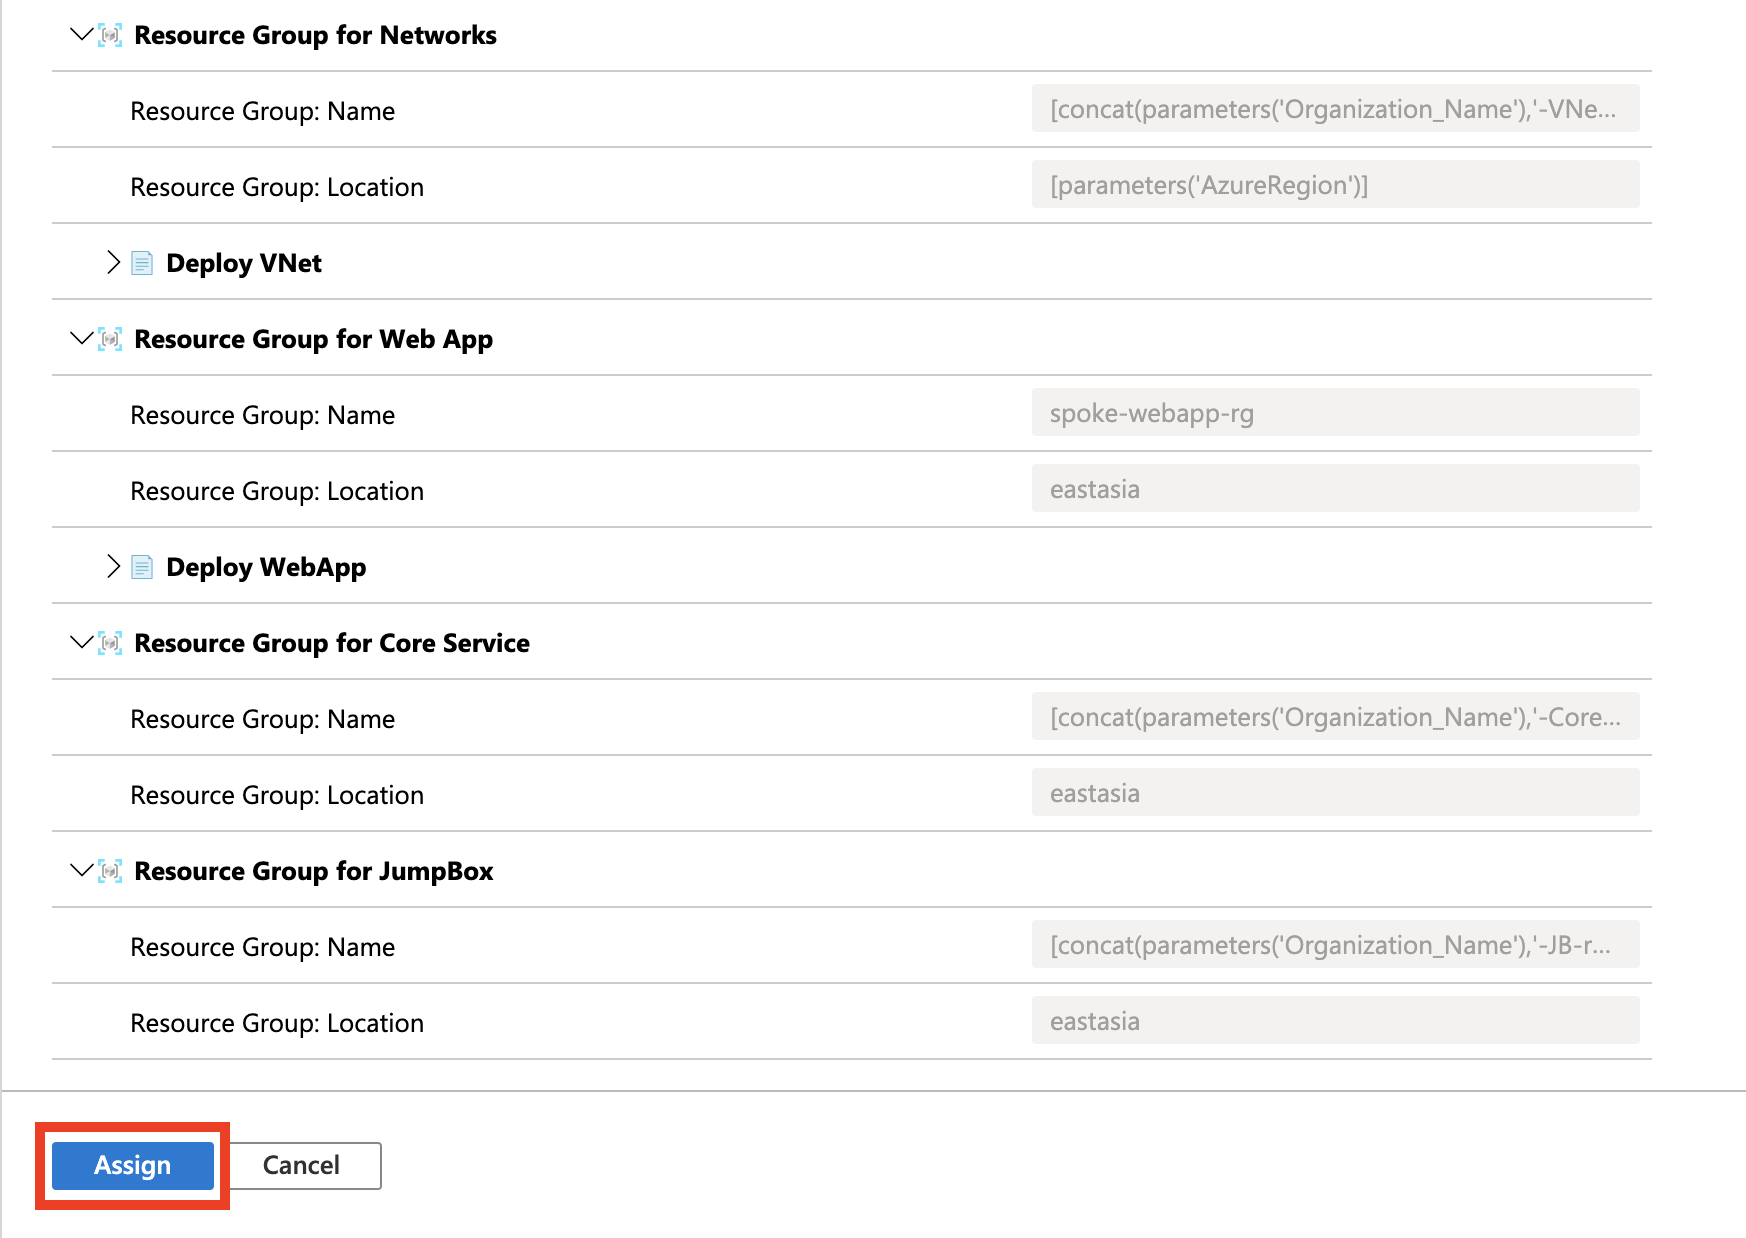 Resource Group for Networks
Resource Group: Name
[concat(parameters('Organization_Name'),'-VNe...
Resource Group: Location
[parameters('AzureRegion')]
Deploy VNet
Resource Group for Web App
Resource Group: Name
spoke-webapp-rg
Resource Group: Location
eastasia
Deploy WebApp
Resource Group for Core Service
Resource Group: Name
[concat(parameters('Organization_Name'),'-Core...
Resource Group: Location
eastasia
Resource Group for JumpBox
Resource Group: Name
[concat(parameters('Organization_Name'),'-JB-r...
Resource Group: Location
eastasia
Assign
Cancel